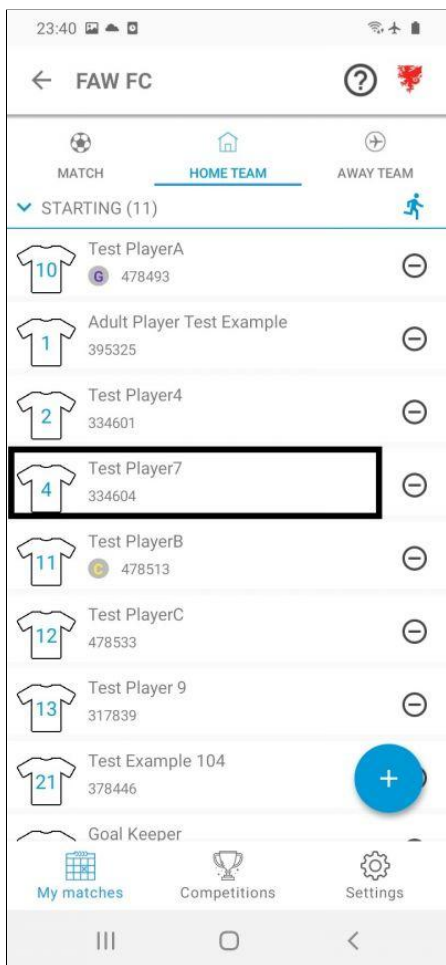 23:40
FAW FC
?
MATCH
HOME TEAM
AWAY TEAM
STARTING (11)
10
Test PlayerA
G 478493
1
Adult Player Test Example
395325
2
Test Player4
334601
4
Test Player7
334604
11
Test PlayerB
C 478513
12
Test PlayerC
478533
13
Test Player 9
317839
21
Test Example 104
378446
+
Goal Keeper
My matches
Competitions
Settings